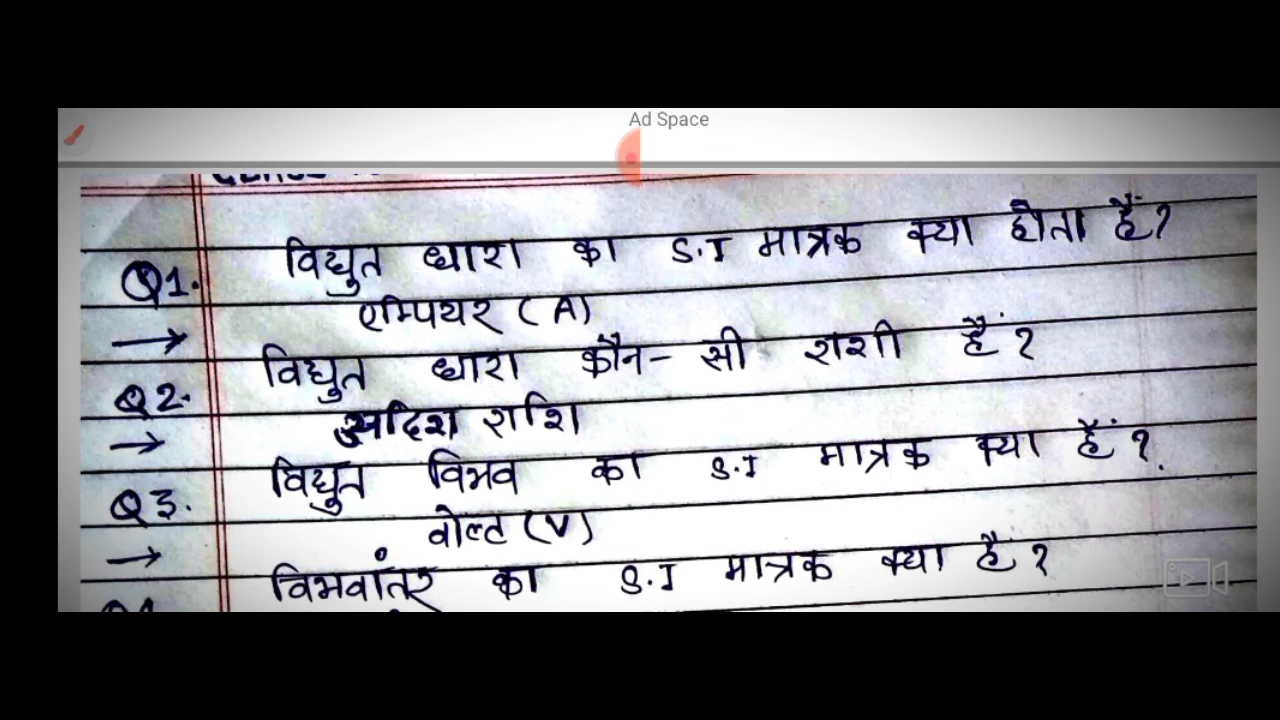 Ad Space
Q1. विद्युत धारा का S.I मात्रक क्या होता हैं?
→ एम्पियर (A)
Q2. विद्युत धारा कौन-सी राशी हैं?
→ अदिश राशि
Q3. विद्युत विभव का S.I मात्रक क्या हैं?
→ वोल्ट (V)
विभवांतर का S.I मात्रक क्या हैं?